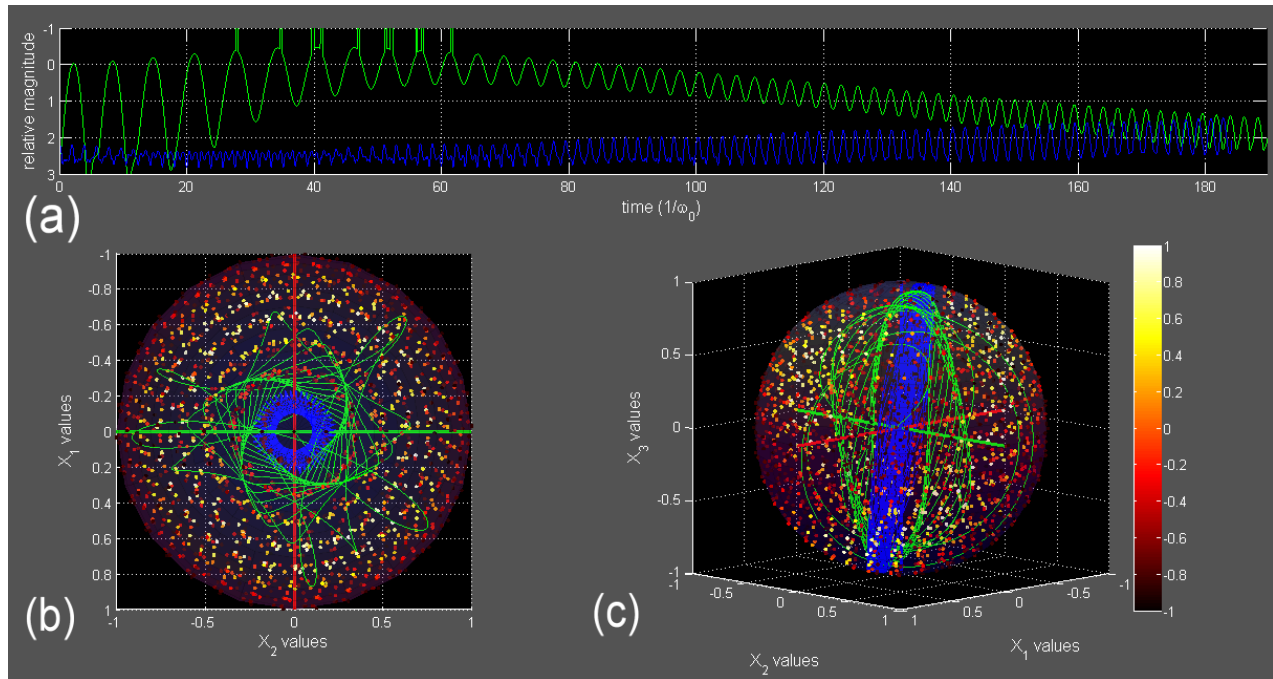 relative magnitude
-1
0
1
2
3
0 20 40 60 80 100 120 140 160 180
time (1/ω₀)
(a)
X₁ values
-1
-0.8
-0.6
-0.4
-0.2
0
0.2
0.4
0.6
0.8
1
-1 -0.5 0 0.5 1
X₂ values
(b)
X₃ values
1
0.5
0
-0.5
-1
-1 -0.5 0 0.5 1
X₂ values
1 0.5 0 -0.5 -1
X₁ values
(c)
1
0.8
0.6
0.4
0.2
0
-0.2
-0.4
-0.6
-0.8
-1